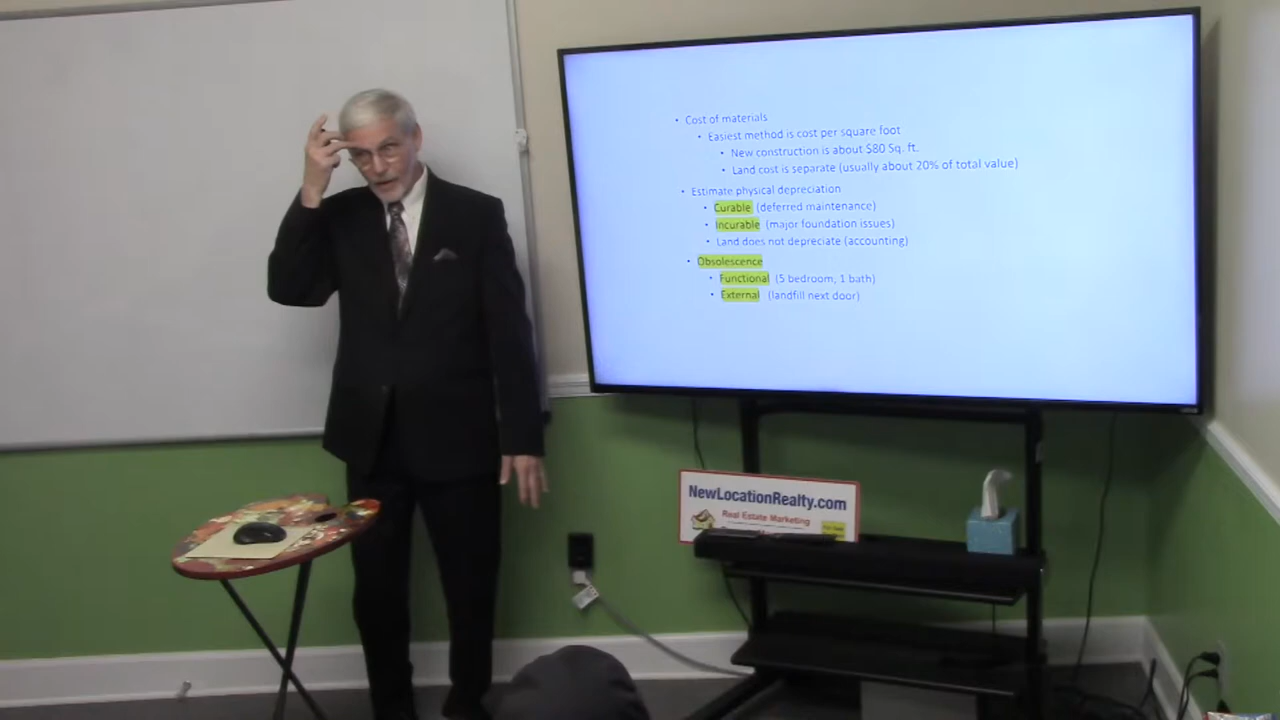 • Cost of materials
• Easiest method is cost per square foot
• New construction is about $80 Sq. ft.
• Land cost is separate (usually about 20% of total value)
• Estimate physical depreciation
• Curable (deferred maintenance)
• Incurable (major foundation issues)
• Land does not depreciate (accounting)
• Obsolescence
• Functional (5 bedroom, 1 bath)
• External (landfill next door)
NewLocationRealty.com
Real Estate Marketing